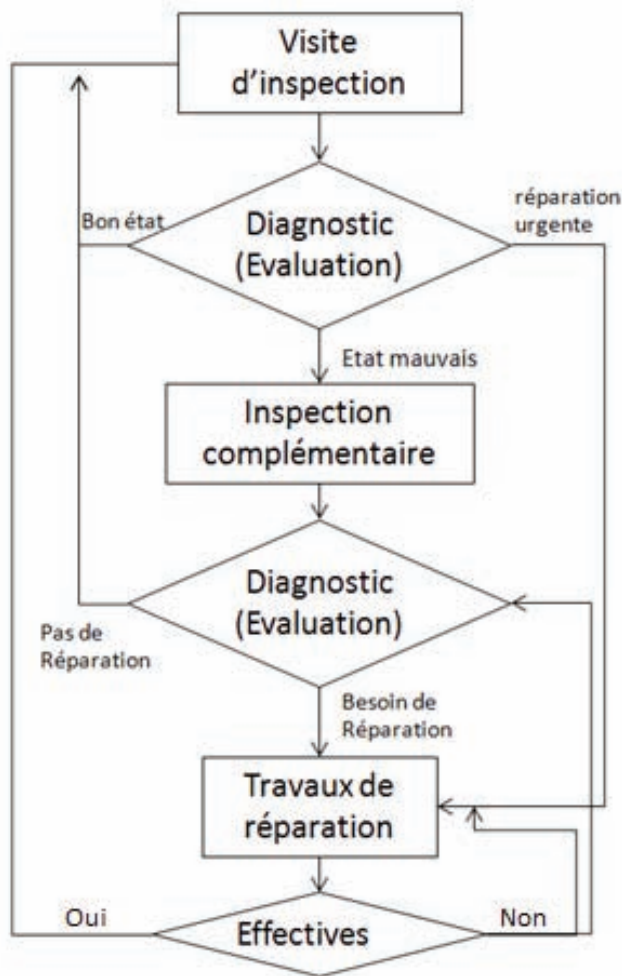 Visite
d'inspection
Bon état
Diagnostic
(Evaluation)
réparation
urgente
Etat mauvais
Inspection
complémentaire
Diagnostic
(Evaluation)
Pas de
Réparation
Besoin de
Réparation
Travaux de
réparation
Oui
Effectives
Non